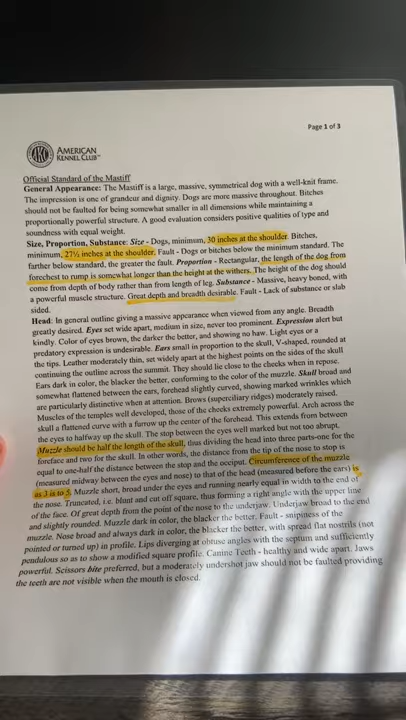 Page 1 of 3
AMERICAN
KENNEL CLUB
Official Standard of the Mastiff
General Appearance: The Mastiff is a large, massive, symmetrical dog with a well-knit frame.
The impression is one of grandeur and dignity. Dogs are more massive throughout. Bitches
should not be faulted for being somewhat smaller in all dimensions while maintaining a
proportionally powerful structure. A good evaluation considers positive qualities of type and
soundness with equal weight.
Size, Proportion, Substance: Size - Dogs, minimum, 30 inches at the shoulder. Bitches,
minimum, 27½ inches at the shoulder. Fault - Dogs or bitches below the minimum standard. The
farther below standard, the greater the fault. Proportion - Rectangular, the length of the dog from
forechest to rump is somewhat longer than the height at the withers. The height of the dog should
come from depth of body rather than from length of leg. Substance - Massive, heavy boned, with
a powerful muscle structure. Great depth and breadth desirable. Fault - Lack of substance or slab
sided.
Head: In general outline giving a massive appearance when viewed from any angle. Breadth
greatly desired. Eyes set wide apart, medium in size, never too prominent. Expression alert but
kindly. Color of eyes brown, the darker the better, and showing no haw. Light eyes or a
predatory expression is undesirable. Ears small in proportion to the skull, V-shaped, rounded at
the tips. Leather moderately thin, set widely apart at the highest points on the sides of the skull
continuing the outline across the summit. They should lie close to the cheeks when in repose.
Ears dark in color, the blacker the better, conforming to the color of the muzzle. Skull broad and
somewhat flattened between the ears, forehead slightly curved, showing marked wrinkles which
are particularly distinctive when at attention. Brows (superciliary ridges) moderately raised.
Muscles of the temples well developed, those of the cheeks extremely powerful. Arch across the
skull a flattened curve with a furrow up the center of the forehead. This extends from between
the eyes to halfway up the skull. The stop between the eyes well marked but not too abrupt.
Muzzle should be half the length of the skull, thus dividing the head into three parts-one for the
foreface and two for the skull. In other words, the distance from the tip of the nose to stop is
equal to one-half the distance between the stop and the occiput. Circumference of the muzzle
(measured midway between the eyes and nose) to that of the head (measured before the ears) is
as 3 is to 5. Muzzle short, broad under the eyes and running nearly equal in width to the end of
the nose. Truncated, i.e. blunt and cut off square, thus forming a right angle with the upper line
of the face. Of great depth from the point of the nose to the underjaw. Underjaw broad to the end
and slightly rounded. Muzzle dark in color, the blacker the better. Fault - snipiness of the
muzzle. Nose broad and always dark in color, the blacker the better, with spread flat nostrils (not
pointed or turned up) in profile. Lips diverging at obtuse angles with the septum and sufficiently
pendulous so as to show a modified square profile. Canine Teeth - healthy and wide apart. Jaws
powerful. Scissors bite preferred, but a moderately undershot jaw should not be faulted providing
the teeth are not visible when the mouth is closed.